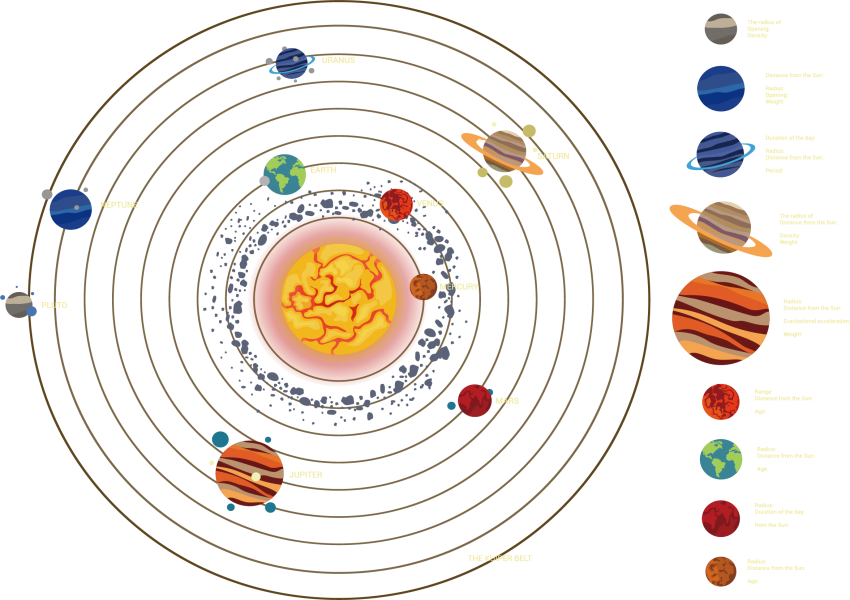 URANUS
SATURN
EARTH
VENUS
NEPTUNE
MERCURY
PLUTO
MARS
JUPITER
THE KUIPER BELT
The radius of
Opening
Density
Distance from the Sun
Radius
Opening
Weight
Duration of the day
Radius
Distance from the Sun
Period
The radius of
Distance from the Sun
Density
Weight
Radius
Distance from the Sun
Gravitational acceleration
Weight
Range
Distance from the Sun
Age
Radius
Distance from the Sun
Age
Radius
Duration of the day
from the Sun
Radius
Distance from the Sun
Age